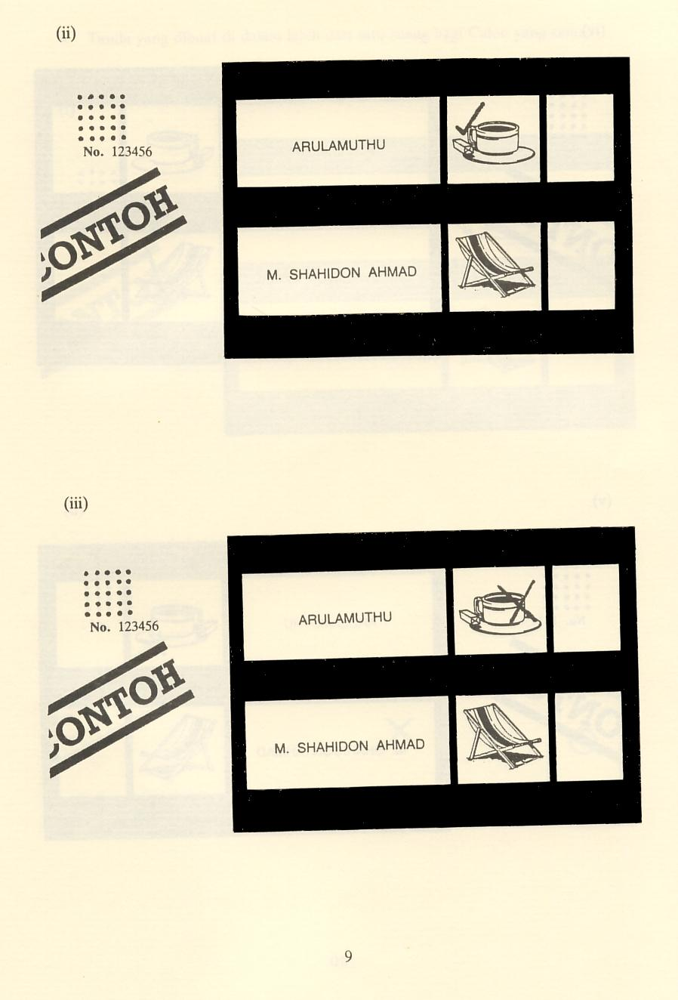 (ii)
No. 123456
CONTOH
ARULAMUTHU
M. SHAHIDON AHMAD
(iii)
No. 123456
CONTOH
ARULAMUTHU
M. SHAHIDON AHMAD
9